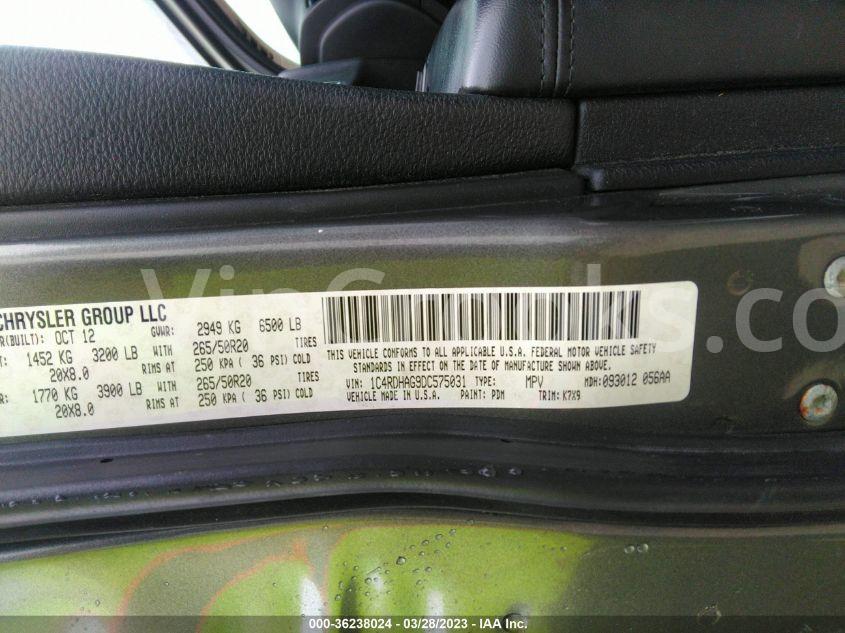 CHRYSLER GROUP LLC
R(BUILT): OCT 12 GVWR: 2949 KG 6500 LB
T: 1452 KG 3200 LB WITH 265/50R20 TIRES
20X8.0 RIMS AT 250 KPA ( 36 PSI) COLD
R: 1770 KG 3900 LB WITH 265/50R20 TIRES
20X8.0 RIMS AT 250 KPA ( 36 PSI) COLD
THIS VEHICLE CONFORMS TO ALL APPLICABLE U.S.A. FEDERAL MOTOR VEHICLE SAFETY
STANDARDS IN EFFECT ON THE DATE OF MANUFACTURE SHOWN ABOVE.
VIN: 1C4RDHAG9DC575031 TYPE: MPV MDH: 093012 056AA
VEHICLE MADE IN U.S.A. PAINT: PDM TRIM: K7X9
000-36238024 | 03/28/2023 | - IAA Inc.